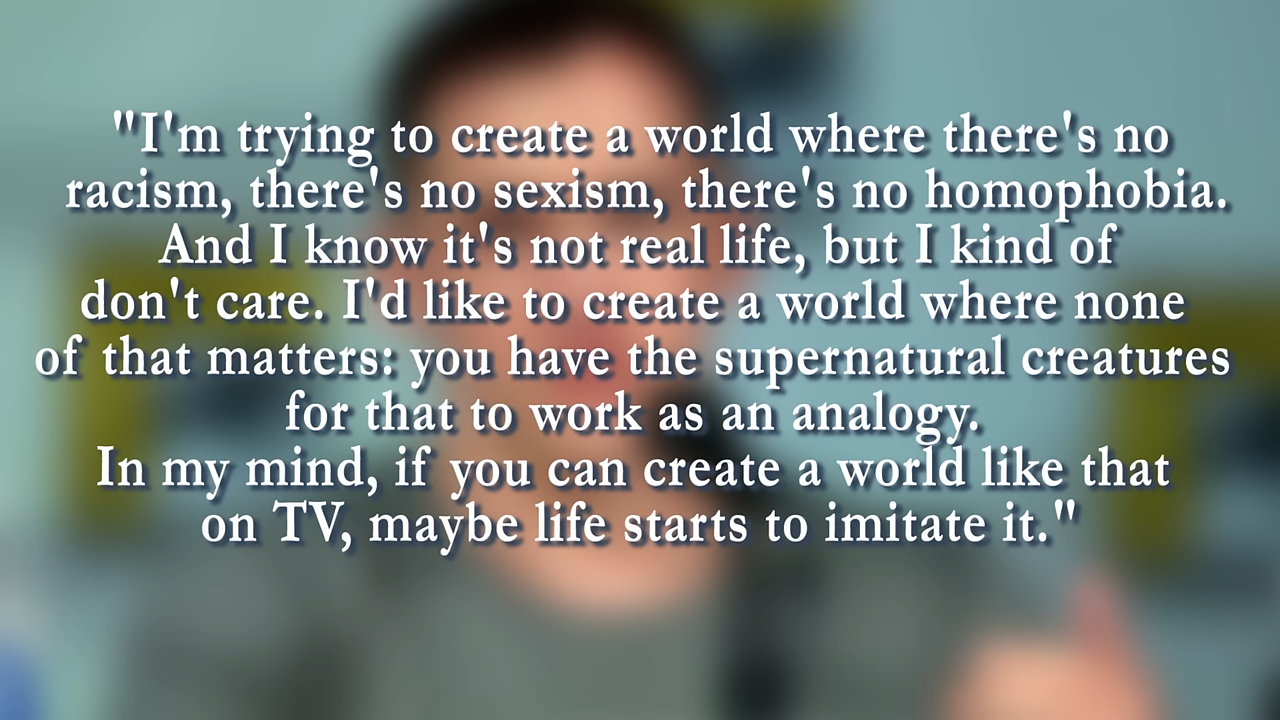 "I'm trying to create a world where there's no
racism, there's no sexism, there's no homophobia.
And I know it's not real life, but I kind of
don't care. I'd like to create a world where none
of that matters: you have the supernatural creatures
for that to work as an analogy.
In my mind, if you can create a world like that
on TV, maybe life starts to imitate it."